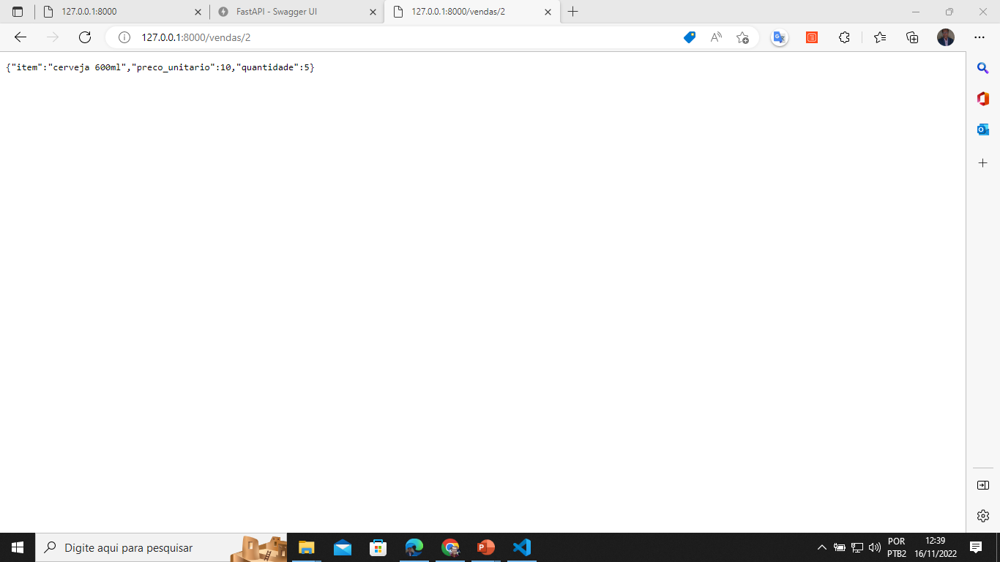 127.0.0.1:8000
FastAPI - Swagger UI
127.0.0.1:8000/vendas/2
127.0.0.1:8000/vendas/2
{"item":"cerveja 600ml","preco_unitario":10,"quantidade":5}
Digite aqui para pesquisar
POR
PTB2
12:39
16/11/2022